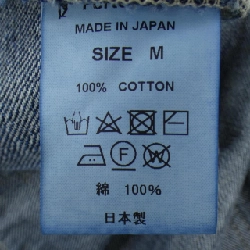 MADE IN JAPAN
SIZE M
100% COTTON
綿 100%
日本製